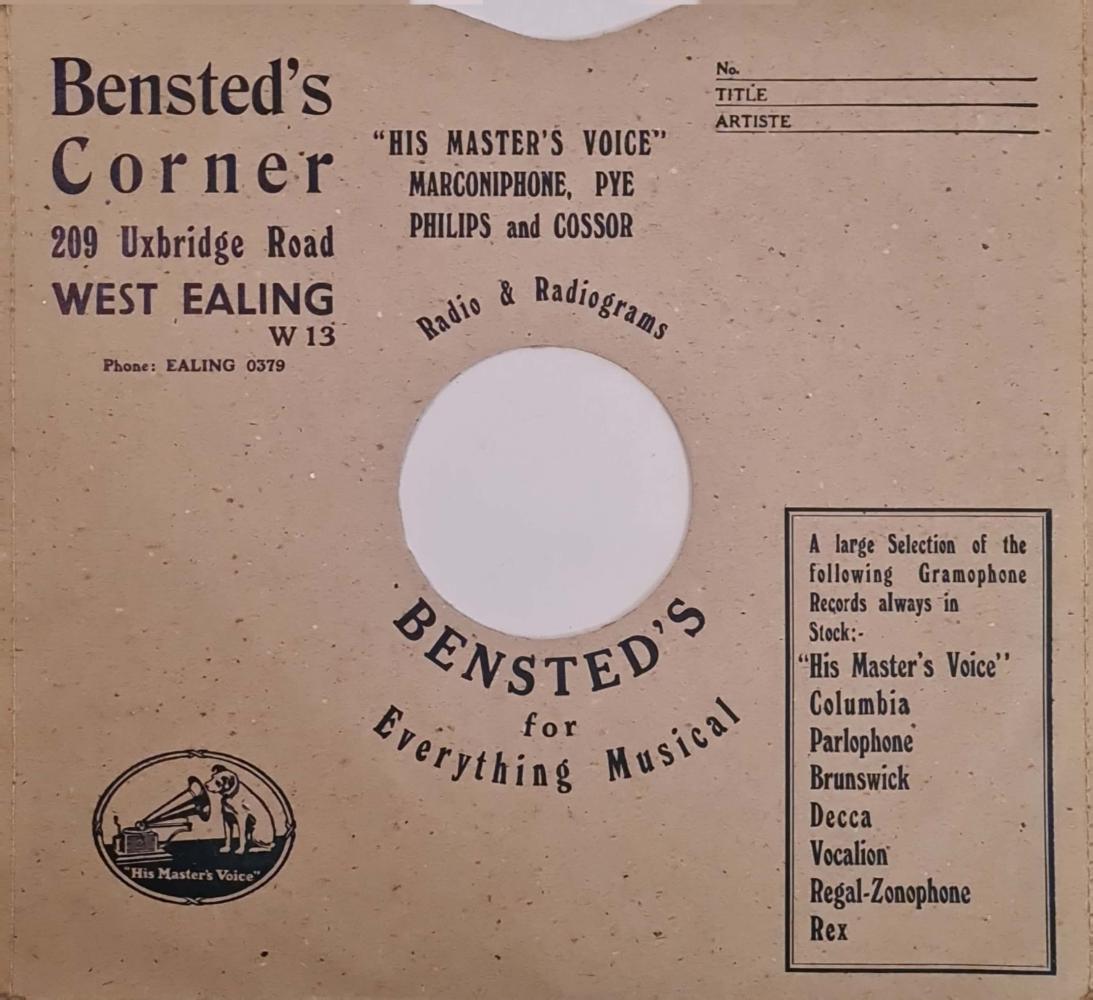 Bensted's
Corner
209 Uxbridge Road
WEST EALING
W 13
Phone: EALING 0379
"HIS MASTER'S VOICE"
MARCONIPHONE, PYE
PHILIPS and COSSOR
Radio & Radiograms
No.
TITLE
ARTISTE
BENSTED'S
for
Everything Musical
"His Master's Voice"
A large Selection of the
following Gramophone
Records always in
Stock:-
"His Master's Voice"
Columbia
Parlophone
Brunswick
Decca
Vocalion
Regal-Zonophone
Rex